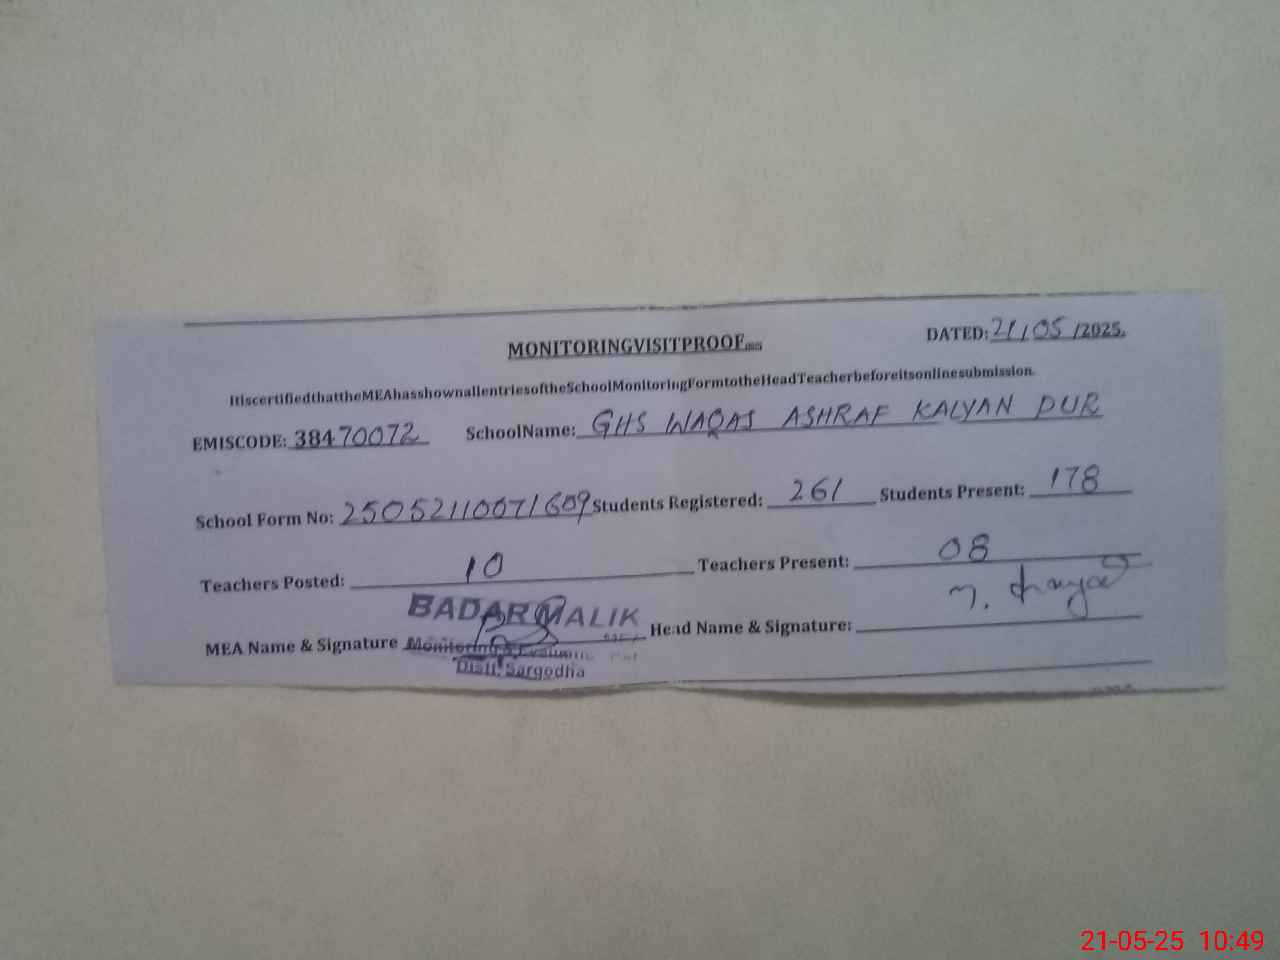 MONITORINGVISITPROOF
DATED: 21/05/2025.
ItiscertifiedthattheMEAhasshownallentriesoftheSchoolMonitoringFormtotheHeadTeacherbeforeitsonlinesubmission.
EMISCODE: 38470072 SchoolName: GHS WAQAS ASHRAF KALYAN PUR
School Form No: 25052110071609 Students Registered: 261 Students Present: 178
Teachers Posted: 10 Teachers Present: 08
BADAR MALIK
MEA Name & Signature Monitoring & Head Name & Signature:
Distt. Sargodha
21-05-25 10:49